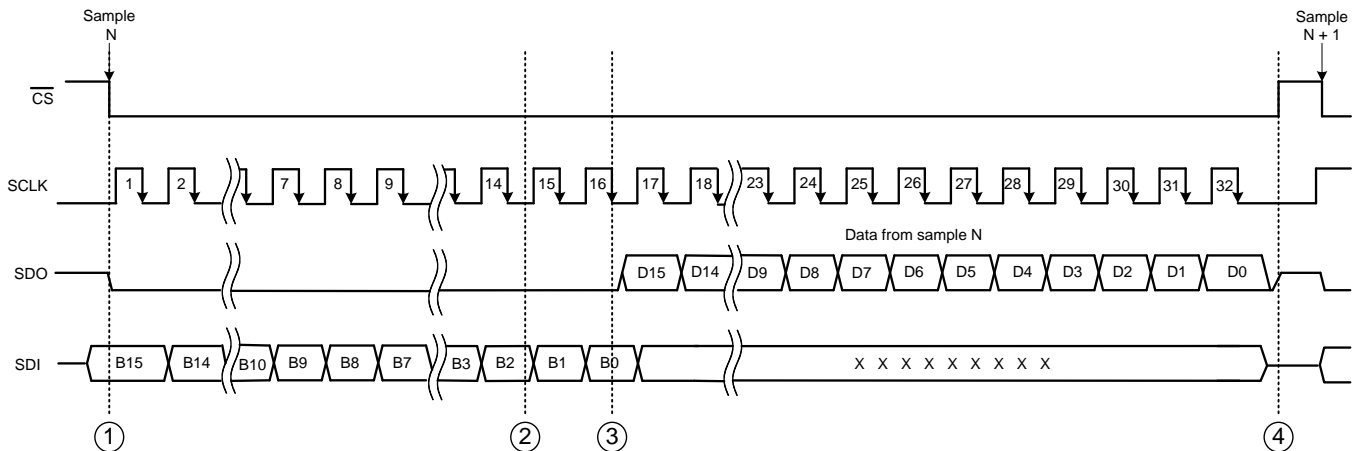 Sample
N
Sample
N + 1
CS
SCLK
1 2 7 8 9 14 15 16 17 18 23 24 25 26 27 28 29 30 31 32
Data from sample N
SDO
D15 D14 D9 D8 D7 D6 D5 D4 D3 D2 D1 D0
SDI
B15 B14 B10 B9 B8 B7 B3 B2 B1 B0 X X X X X X X X X
1 2 3 4